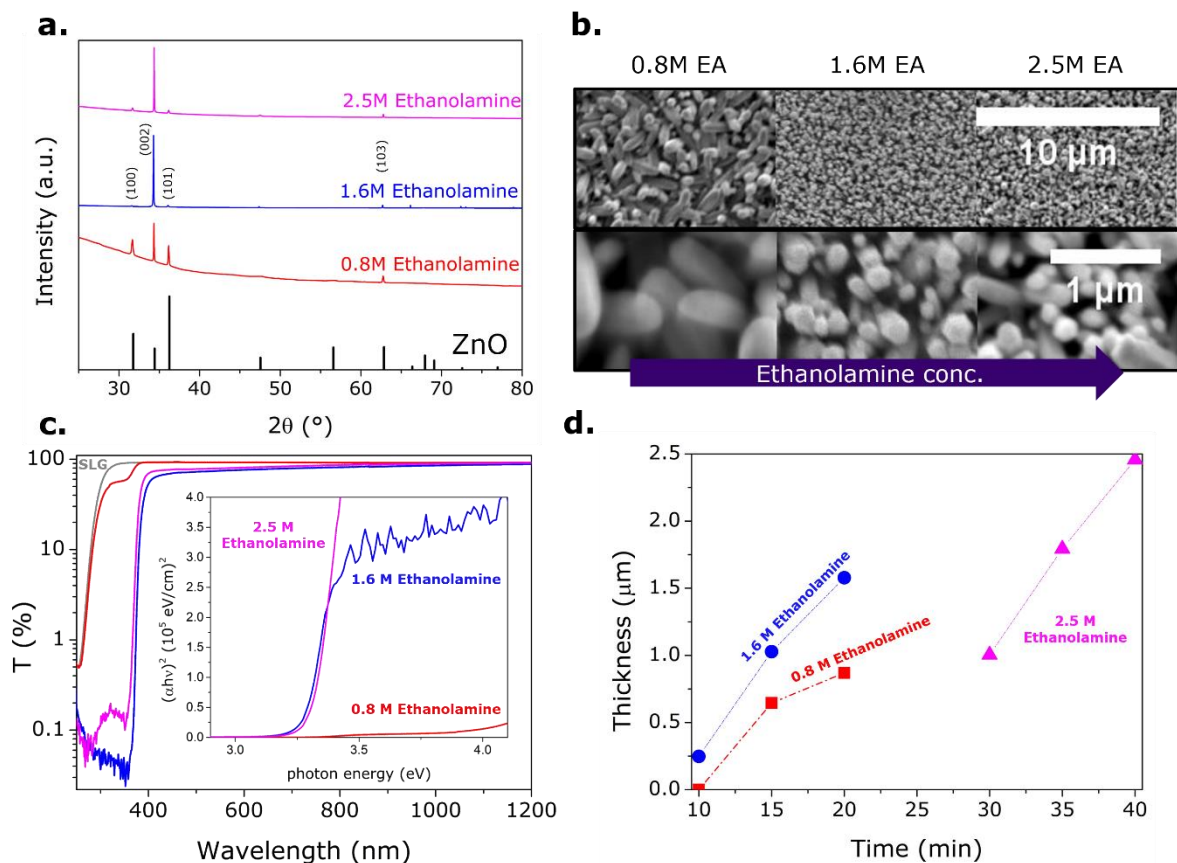 a.
2.5M Ethanolamine
(002)
(100)
(101)
(103)
1.6M Ethanolamine
0.8M Ethanolamine
ZnO
Intensity (a.u.)
30 40 50 60 70 80
2θ (°)
b.
0.8M EA 1.6M EA 2.5M EA
10 μm
1 μm
Ethanolamine conc.
c.
100
10
1
0.1
T (%)
SLG
4.0
3.5
3.0
2.5
2.0
1.5
1.0
0.5
0.0
(αhν)² (10⁵ eV/cm)²
2.5 M
Ethanolamine
1.6 M Ethanolamine
0.8 M Ethanolamine
3.0 3.5 4.0
photon energy (eV)
400 600 800 1000 1200
Wavelength (nm)
d.
2.5
2.0
1.5
1.0
0.5
0.0
Thickness (μm)
1.6 M Ethanolamine
0.8 M Ethanolamine
2.5 M
Ethanolamine
10 15 20 25 30 35 40
Time (min)